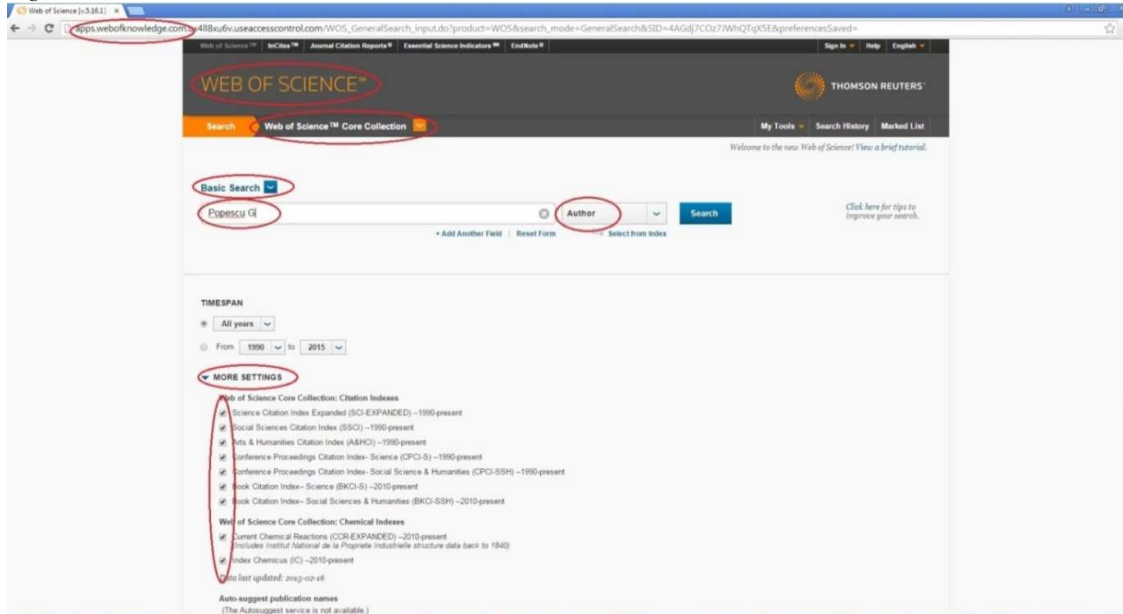 Web of Science [v.5.16.1]
apps.webofknowledge.com. 4ll8xu6v.useaccesscontrol.com/WOS_GeneralSearch_input.do?product=WOS&search_mode=GeneralSearch&SID=4AGdj7COz7JWhQTqX5E&preferencesSaved=
Web of Science™ InCites™ Journal Citation Reports® Essential Science Indicators℠ EndNote® Sign In Help English
WEB OF SCIENCE™ THOMSON REUTERS™
Search Web of Science™ Core Collection My Tools Search History Marked List
Welcome to the new Web of Science! View a brief tutorial.
Basic Search
Popescu G Author Search Click here for tips to
improve your search.
+ Add Another Field | Reset Form Select from Index
TIMESPAN
All years
From 1990 to 2015
MORE SETTINGS
Web of Science Core Collection: Citation Indexes
Science Citation Index Expanded (SCI-EXPANDED) --1990-present
Social Sciences Citation Index (SSCI) --1990-present
Arts & Humanities Citation Index (A&HCI) --1990-present
Conference Proceedings Citation Index- Science (CPCI-S) --1990-present
Conference Proceedings Citation Index- Social Science & Humanities (CPCI-SSH) --1990-present
Book Citation Index– Science (BKCI-S) --2010-present
Book Citation Index– Social Sciences & Humanities (BKCI-SSH) --2010-present
Web of Science Core Collection: Chemical Indexes
Current Chemical Reactions (CCR-EXPANDED) --2010-present
(Includes Institut National de la Propriete Industrielle structure data back to 1840)
Index Chemicus (IC) --2010-present
Data last updated: 2015-02-16
Auto-suggest publication names
(The Autosuggest service is not available.)